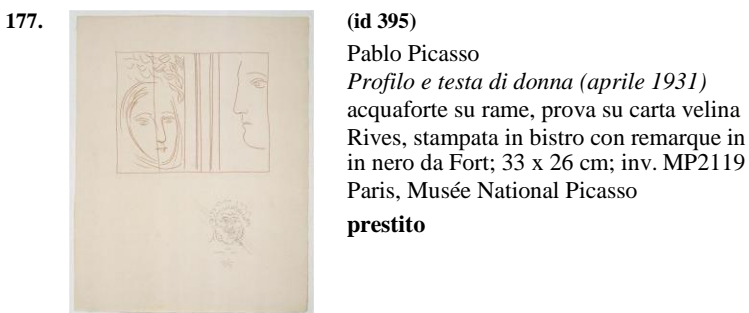 177.
(id 395)
Pablo Picasso
Profilo e testa di donna (aprile 1931)
acquaforte su rame, prova su carta velina
Rives, stampata in bistro con remarque in
in nero da Fort; 33 x 26 cm; inv. MP2119
Paris, Musée National Picasso
prestito